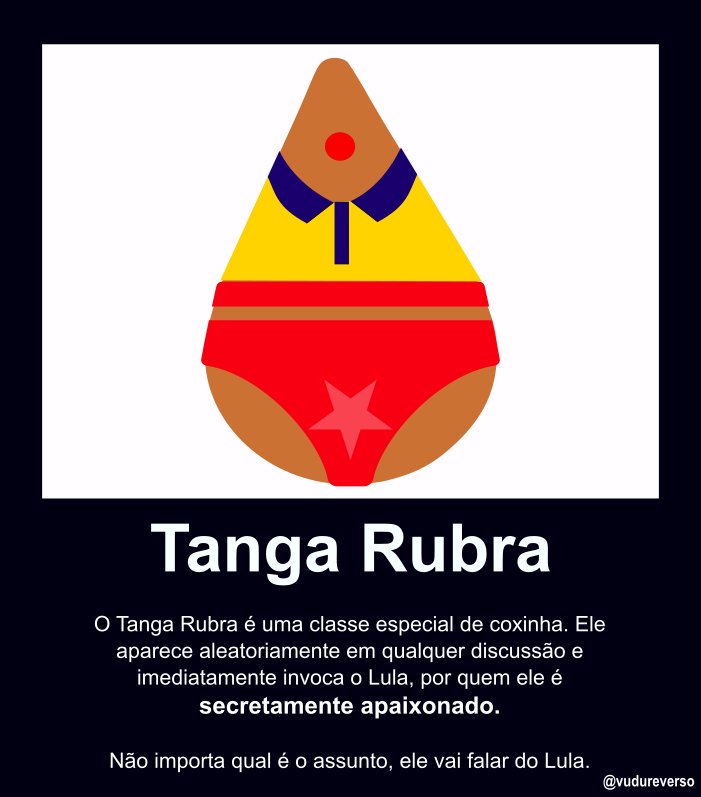 Tanga Rubra
O Tanga Rubra é uma classe especial de coxinha. Ele
aparece aleatoriamente em qualquer discussão e
imediatamente invoca o Lula, por quem ele é
secretamente apaixonado.
Não importa qual é o assunto, ele vai falar do Lula.
@vudureverso